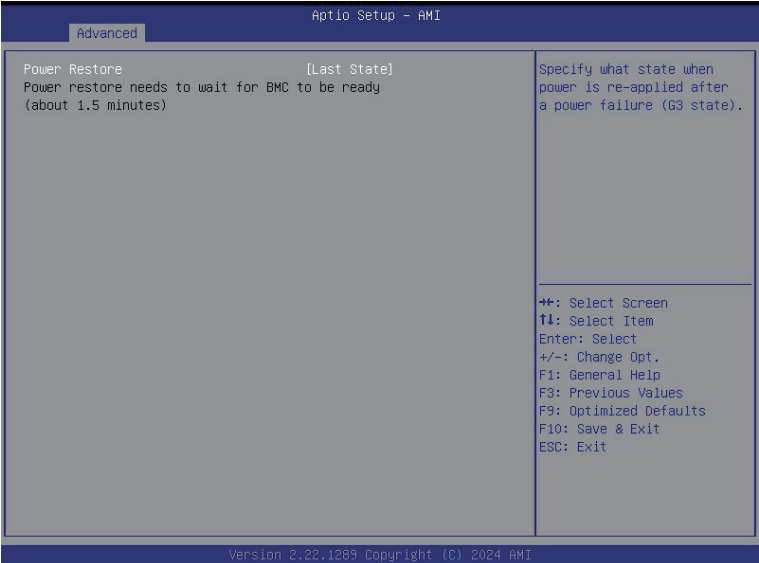 Aptio Setup – AMI
Advanced
Power Restore [Last State]
Power restore needs to wait for BMC to be ready
(about 1.5 minutes)
Specify what state when
power is re-applied after
a power failure (G3 state).
→←: Select Screen
↑↓: Select Item
Enter: Select
+/-: Change Opt.
F1: General Help
F3: Previous Values
F9: Optimized Defaults
F10: Save & Exit
ESC: Exit
Version 2.22.1289 Copyright (C) 2024 AMI